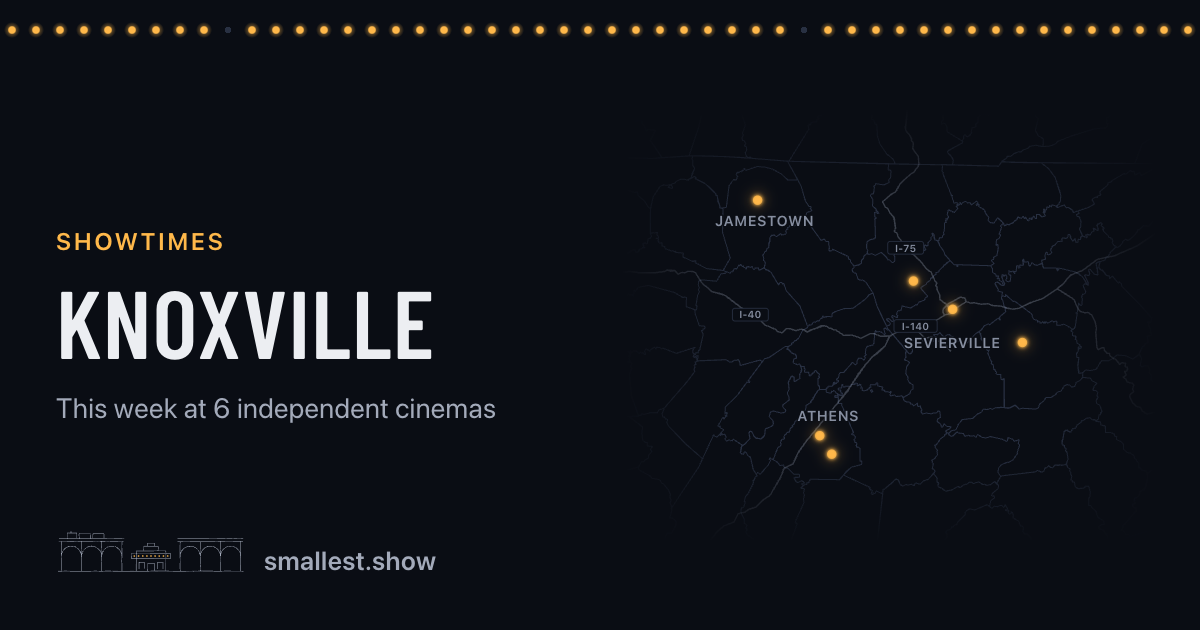 SHOWTIMES
KNOXVILLE
This week at 6 independent cinemas
smallest.show
JAMESTOWN
I-75
I-40
I-140
SEVIERVILLE
ATHENS